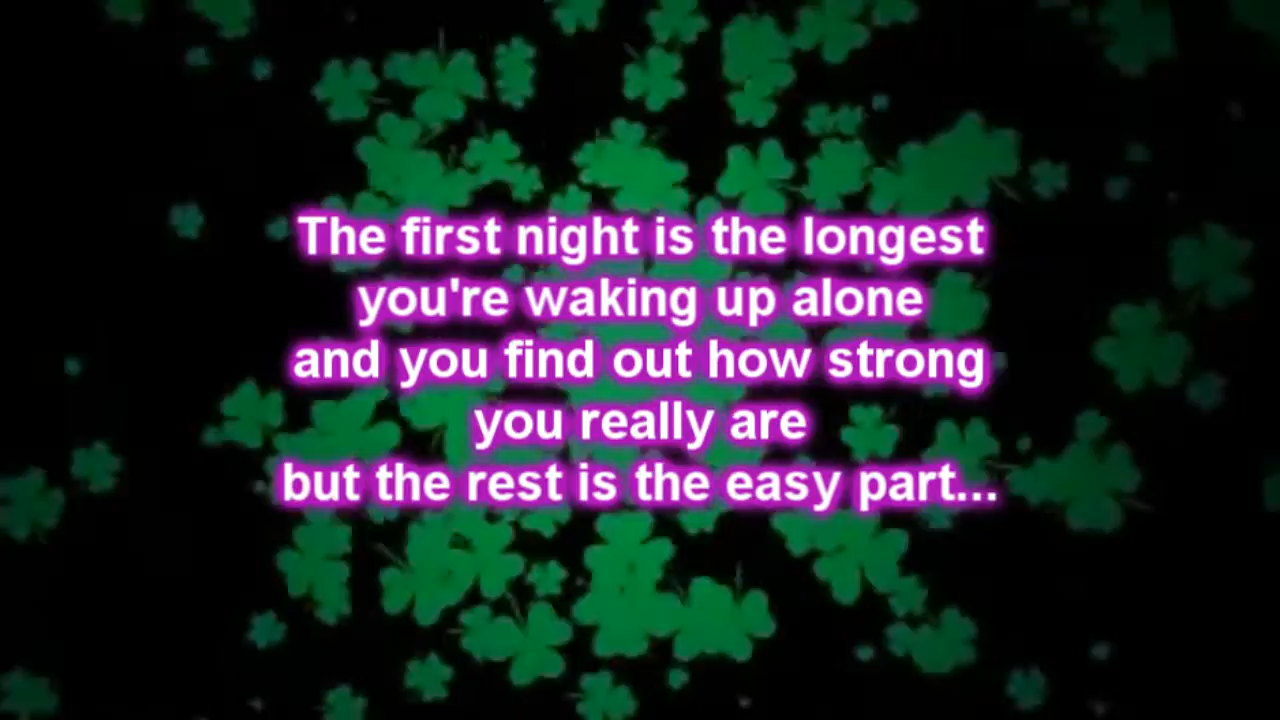 The first night is the longest
you're waking up alone
and you find out how strong
you really are
but the rest is the easy part...